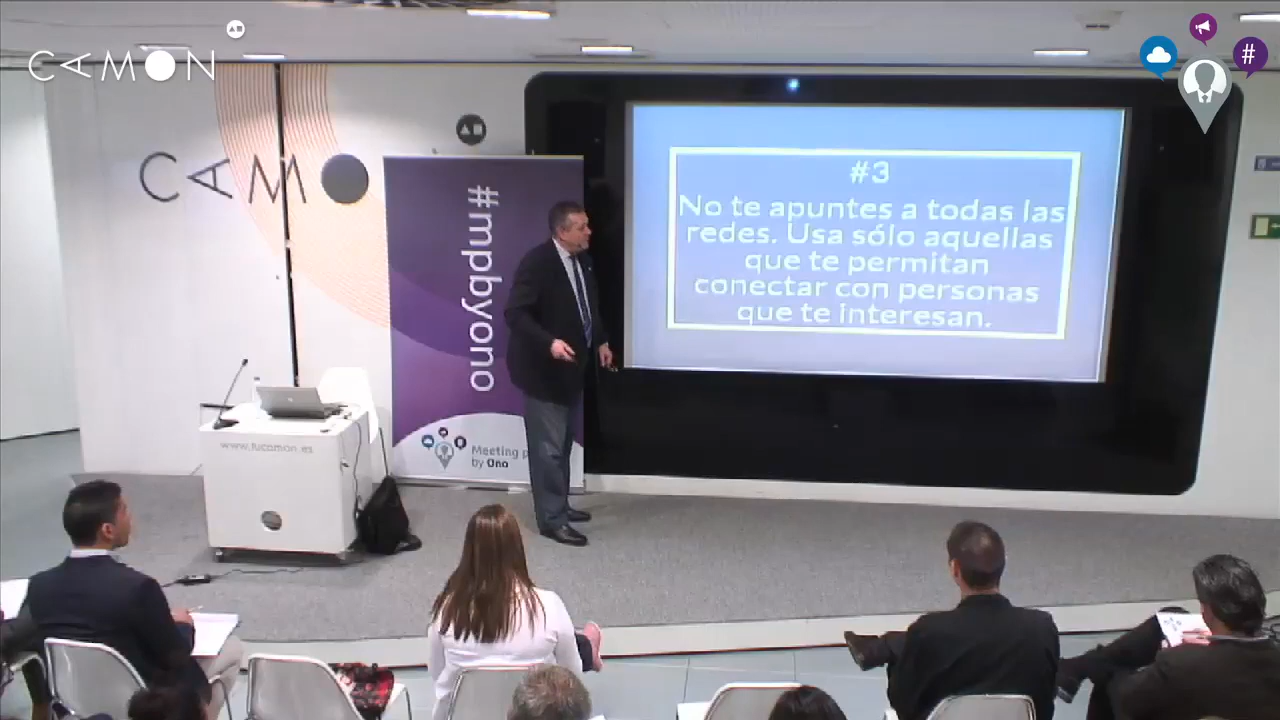 CAMON
#
CAMO
#mpbyono
#3
No te apuntes a todas las
redes. Usa sólo aquellas
que te permitan
conectar con personas
que te interesan.
www.tucamon.es
Meeting p
by Ono